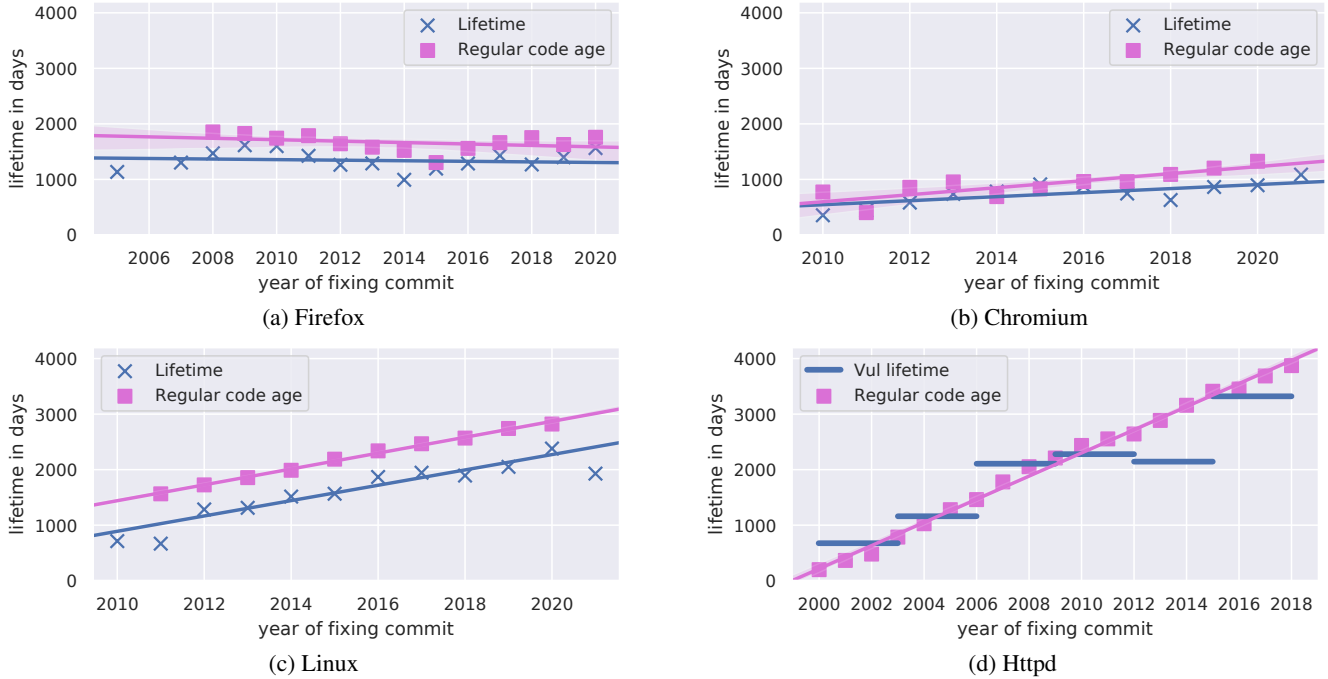 lifetime in days
4000
3000
2000
1000
0
Lifetime
Regular code age
2006 2008 2010 2012 2014 2016 2018 2020
year of fixing commit
(a) Firefox
lifetime in days
4000
3000
2000
1000
0
Lifetime
Regular code age
2010 2012 2014 2016 2018 2020
year of fixing commit
(b) Chromium
lifetime in days
4000
3000
2000
1000
0
Lifetime
Regular code age
2010 2012 2014 2016 2018 2020
year of fixing commit
(c) Linux
lifetime in days
4000
3000
2000
1000
0
Vul lifetime
Regular code age
2000 2002 2004 2006 2008 2010 2012 2014 2016 2018
year of fixing commit
(d) Httpd